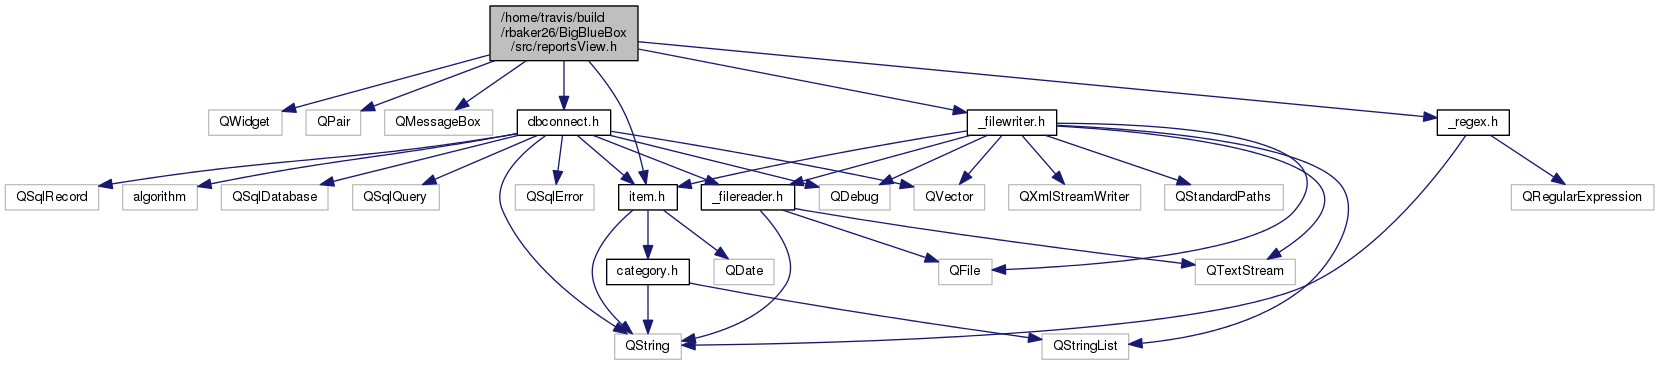 /home/travis/build
/rbaker26/BigBlueBox
/src/reportsView.h
QWidget
QPair
QMessageBox
dbconnect.h
_filewriter.h
_regex.h
QSqlRecord
algorithm
QSqlDatabase
QSqlQuery
QSqlError
item.h
_filereader.h
QDebug
QVector
QXmlStreamWriter
QStandardPaths
QRegularExpression
category.h
QDate
QFile
QTextStream
QString
QStringList